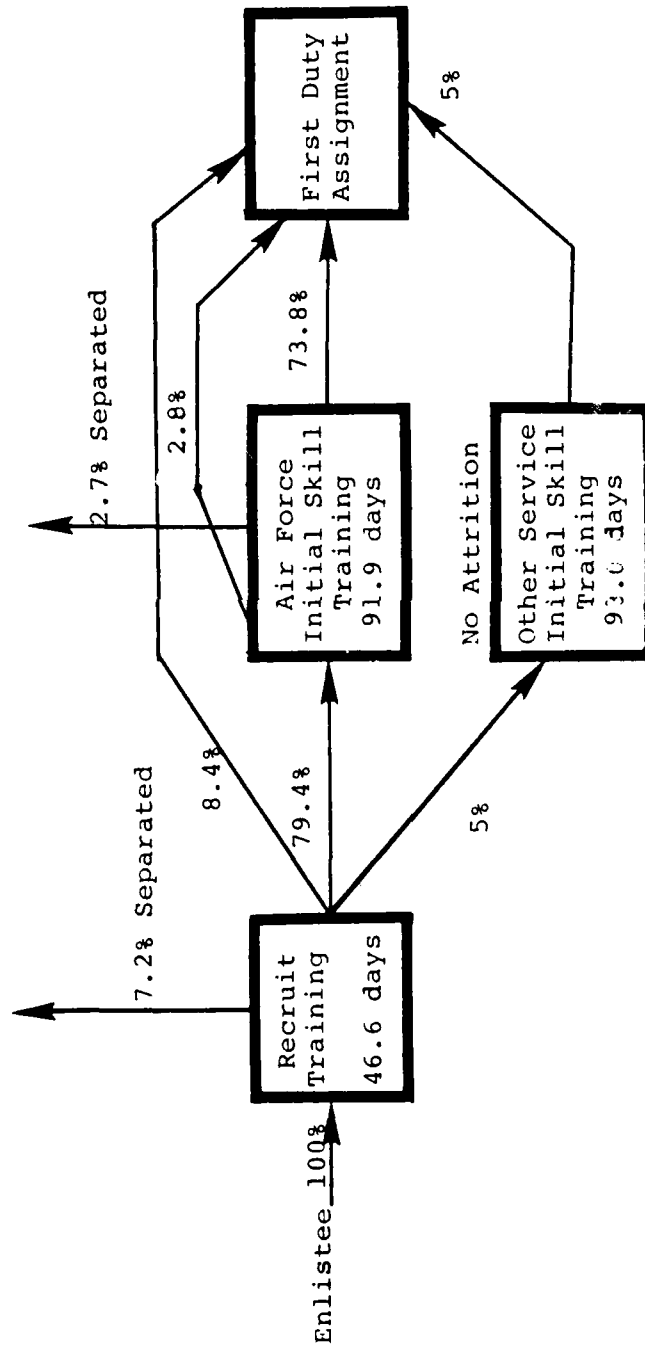 Enlistee 100%
Recruit
Training
46.6 days
7.2% Separated
8.4%
79.4%
5%
2.7% Separated
2.8%
Air Force
Initial Skill
Training
91.9 days
73.8%
No Attrition
Other Service
Initial Skill
Training
days
5%
First Duty
Assignment